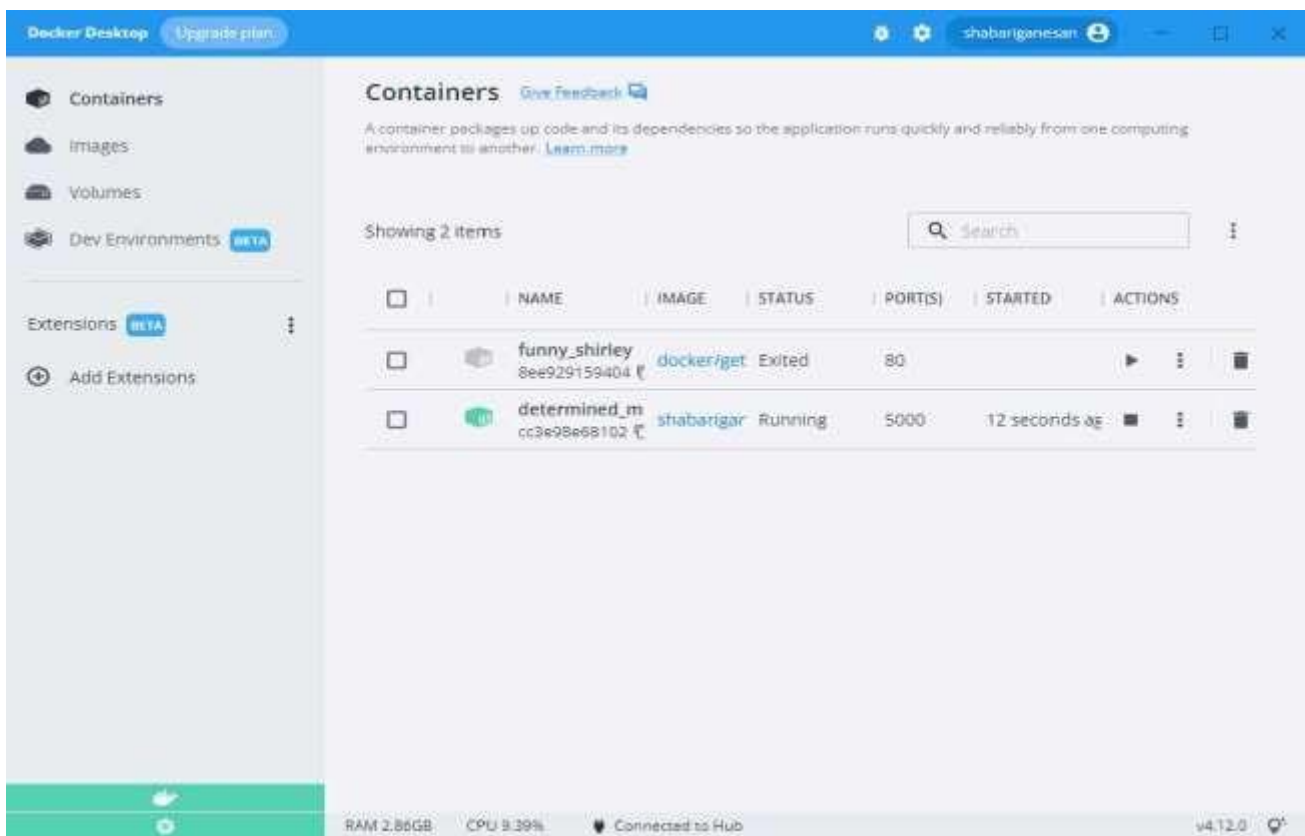 Docker Desktop Upgrade plan shabariganesan
Containers
Images
Volumes
Dev Environments BETA
Extensions BETA
Add Extensions
Containers Give Feedback
A container packages up code and its dependencies so the application runs quickly and reliably from one computing
environment to another. Learn more
Showing 2 items Search
NAME IMAGE STATUS PORT(S) STARTED ACTIONS
funny_shirley docker/get Exited 80
8ee929159404
determined_m shabarigar Running 5000 12 seconds ag
cc3e98e68102
RAM 2.86GB CPU 9.39% Connected to Hub v4.12.0